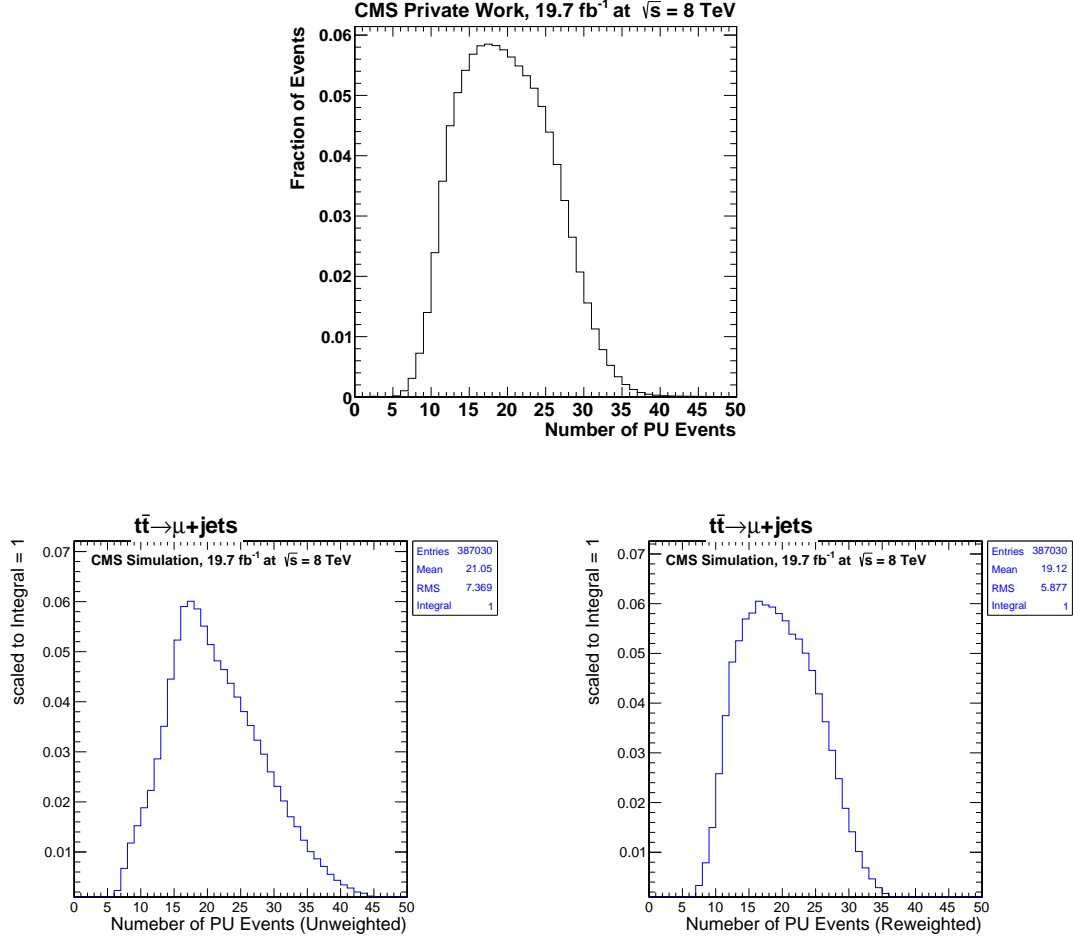 CMS Private Work, 19.7 fb⁻¹ at √s = 8 TeV
Fraction of Events
0.06
0.05
0.04
0.03
0.02
0.01
0
0 5 10 15 20 25 30 35 40 45 50
Number of PU Events
tt̄→μ+jets
CMS Simulation, 19.7 fb⁻¹ at √s = 8 TeV
scaled to Integral = 1
0.07
0.06
0.05
0.04
0.03
0.02
0.01
0 5 10 15 20 25 30 35 40 45 50
Numeber of PU Events (Unweighted)
Entries 387030
Mean 21.05
RMS 7.369
Integral 1
tt̄→μ+jets
CMS Simulation, 19.7 fb⁻¹ at √s = 8 TeV
scaled to Integral = 1
0.07
0.06
0.05
0.04
0.03
0.02
0.01
0 5 10 15 20 25 30 35 40 45 50
Numeber of PU Events (Reweighted)
Entries 387030
Mean 19.12
RMS 5.877
Integral 1